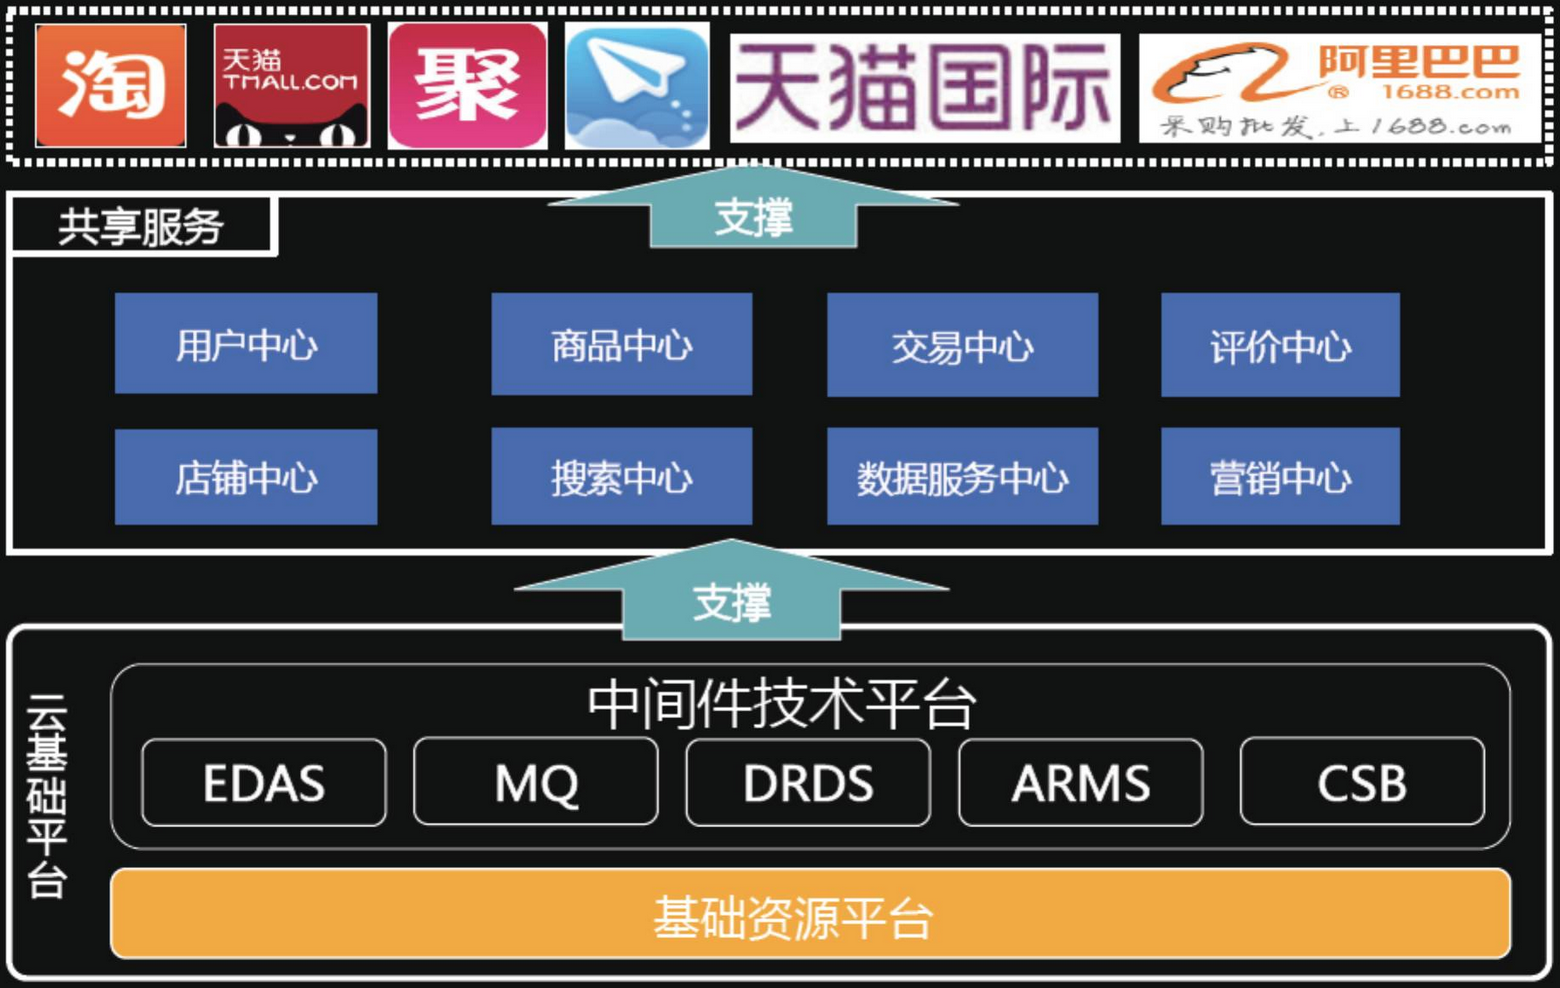 淘
天猫
TMALL.COM
聚
天猫国际
阿里巴巴
® 1688.com
采购批发,上1688.com
支撑
共享服务
用户中心
商品中心
交易中心
评价中心
店铺中心
搜索中心
数据服务中心
营销中心
支撑
云基础平台
中间件技术平台
EDAS
MQ
DRDS
ARMS
CSB
基础资源平台